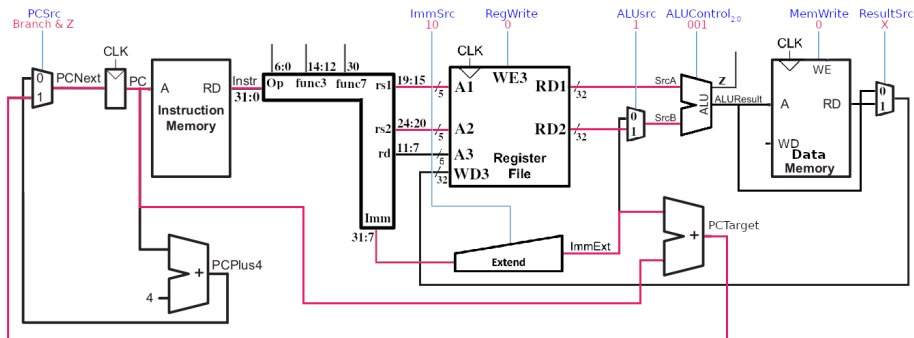 PCSrc
Branch & Z
ImmSrc
10
RegWrite
0
ALUsrc
1
ALUControl2:0
001
MemWrite
0
ResultSrc
X
CLK
PCNext
PC
0
1
A
RD
Instruction
Memory
Instr
31:0
6:0
14:12
30
Op
func3
func7
rs1
rs2
rd
Imm
19:15
24:20
11:7
31:7
5
5
5
32
CLK
WE3
A1
A2
A3
WD3
RD1
RD2
Register
File
32
32
0
1
SrcA
SrcB
ALU
Z
ALUResult
CLK
WE
A
RD
WD
Data
Memory
0
1
PCTarget
+
ImmExt
Extend
+
PCPlus4
4